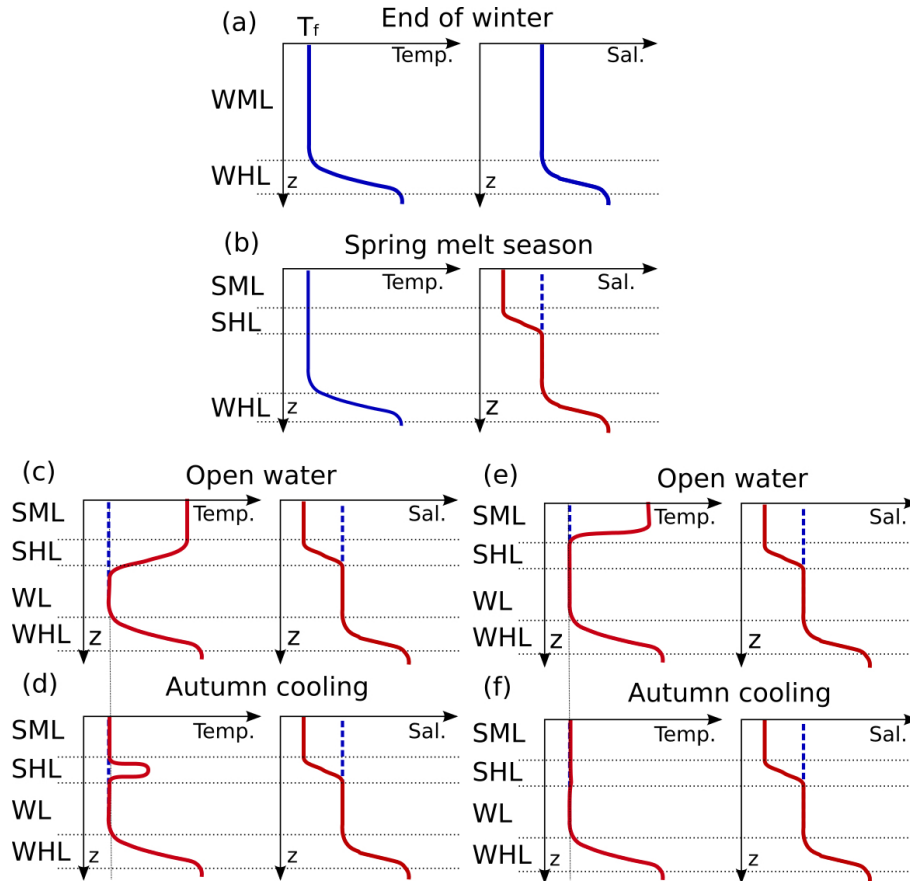 (a) End of winter
T f
Temp. Sal.
WML
WHL z z
(b) Spring melt season
SML Temp. Sal.
SHL
WHL z z
(c) Open water
SML Temp. Sal.
SHL
WL
WHL z z
(e) Open water
SML Temp. Sal.
SHL
WL
WHL z z
(d) Autumn cooling
SML Temp. Sal.
SHL
WL
WHL z z
(f) Autumn cooling
SML Temp. Sal.
SHL
WL
WHL z z